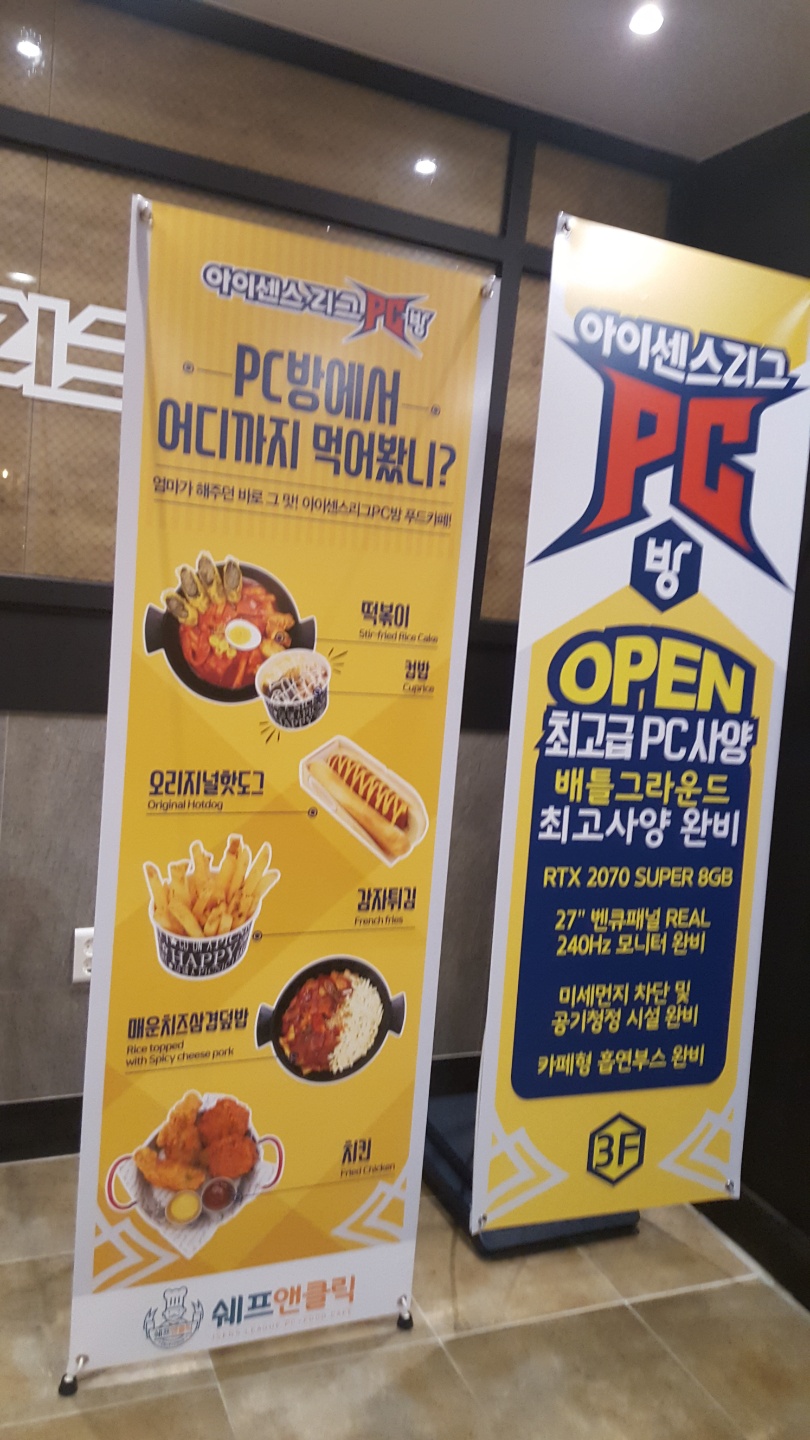 아이센스리그PC방
PC방에서
어디까지 먹어봤니?
엄마가 해주던 바로 그 맛! 아이센스리그PC방 푸드카페!
떡볶이
Stir-fried Rice Cake
컵밥
Cuprice
오리지널핫도그
Original Hotdog
감자튀김
French fries
HAPPY
매운치즈삼겹덮밥
Rice topped
with Spicy cheese pork
치킨
Fried Chicken
쉐프앤클릭
아이센스리그
PC
방
OPEN
최고급 PC사양
배틀그라운드
최고사양 완비
RTX 2070 SUPER 8GB
27" 벤큐패널 REAL
240Hz 모니터 완비
미세먼지 차단 및
공기청정 시설 완비
카페형 흡연부스 완비
3F